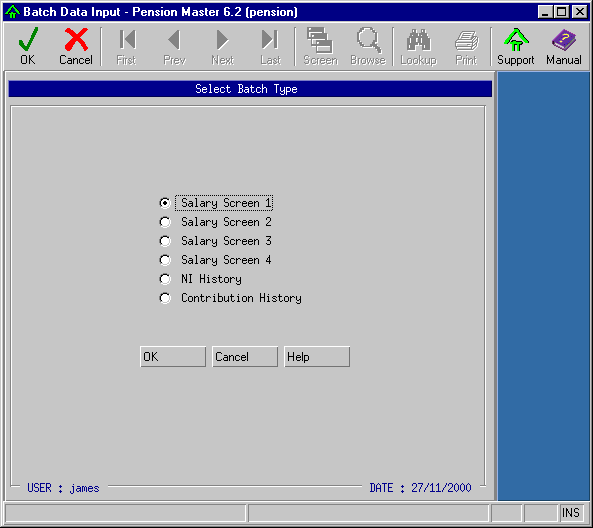 Batch Data Input - Pension Master 6.2 (pension)
OK Cancel First Prev Next Last Screen Browse Lookup Print Support Manual
Select Batch Type
Salary Screen 1
Salary Screen 2
Salary Screen 3
Salary Screen 4
NI History
Contribution History
OK Cancel Help
USER : james DATE : 27/11/2000
INS